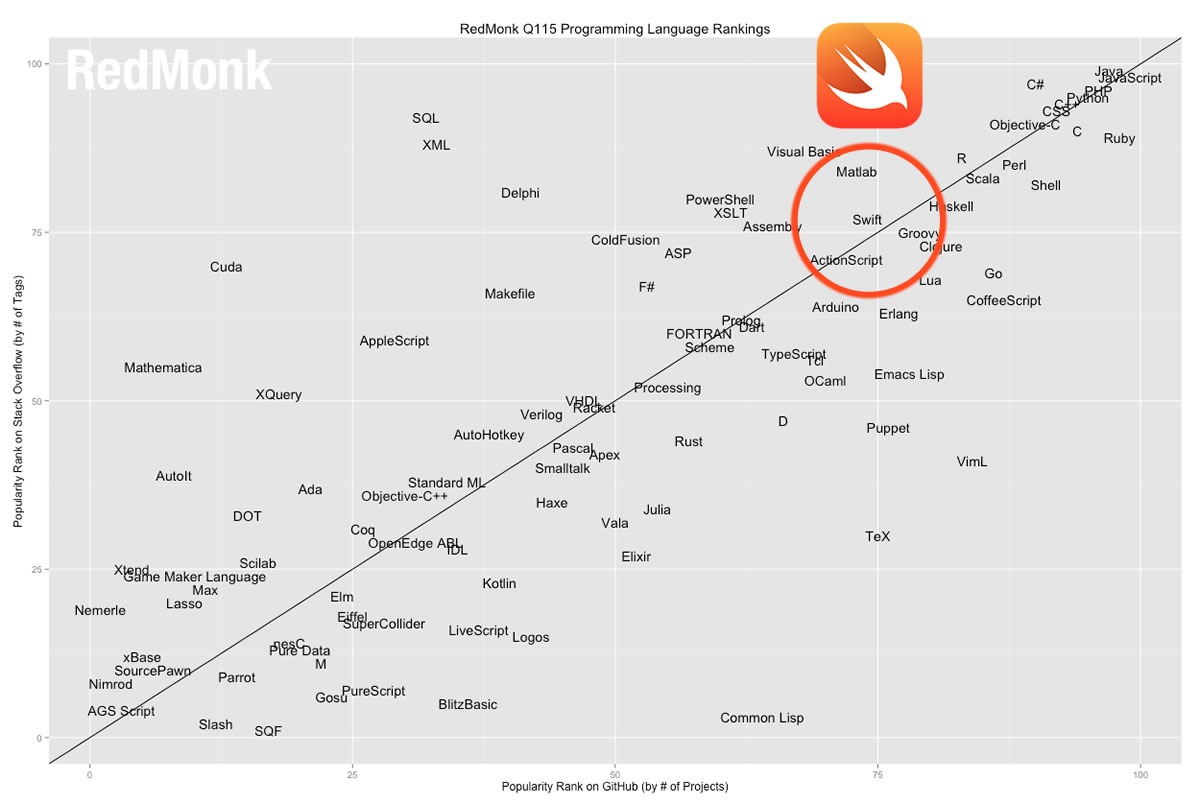 RedMonk Q115 Programming Language Rankings
RedMonk
100
Java
JavaScript
C#
PHP
Python
C++
CSS
SQL
Objective-C
C
Ruby
XML
Visual Basic
R
Perl
Matlab
Scala
Shell
Delphi
PowerShell
Haskell
XSLT
Swift
Assembly
75
Groovy
ColdFusion
Clojure
ASP
ActionScript
Cuda
Go
Lua
F#
Makefile
CoffeeScript
Arduino
Erlang
Prolog
Dart
FORTRAN
AppleScript
Scheme
TypeScript
Tcl
Mathematica
Emacs Lisp
OCaml
Processing
XQuery
50
VHDL
Racket
Verilog
D
Puppet
AutoHotkey
Rust
Pascal
Apex
VimL
Smalltalk
AutoIt
Standard ML
Ada
Objective-C++
Haxe
Julia
DOT
Vala
Coq
TeX
OpenEdge ABL
IDL
Elixir
Scilab
25
Xtend
Game Maker Language
Kotlin
Max
Elm
Lasso
Nemerle
Eiffel
SuperCollider
LiveScript
Logos
nesC
Pure Data
xBase
M
SourcePawn
Parrot
Nimrod
PureScript
Gosu
BlitzBasic
AGS Script
Common Lisp
Slash
SQF
0
Popularity Rank on Stack Overflow (by # of Tags)
0
25
50
75
100
Popularity Rank on GitHub (by # of Projects)